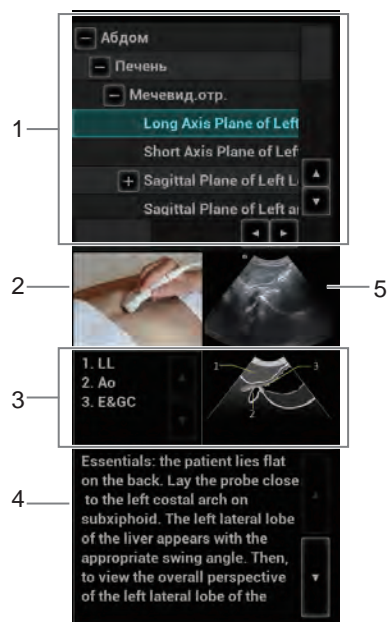 Абдом
Печень
Мечевид.отр.
Long Axis Plane of Left
Short Axis Plane of Lef
Sagittal Plane of Left L
Sagittal Plane of Left a
1
2
5
3
1. LL
2. Ao
3. E&GC
1
3
2
4
Essentials: the patient lies flat
on the back. Lay the probe close
to the left costal arch on
subxiphoid. The left lateral lobe
of the liver appears with the
appropriate swing angle. Then,
to view the overall perspective
of the left lateral lobe of the